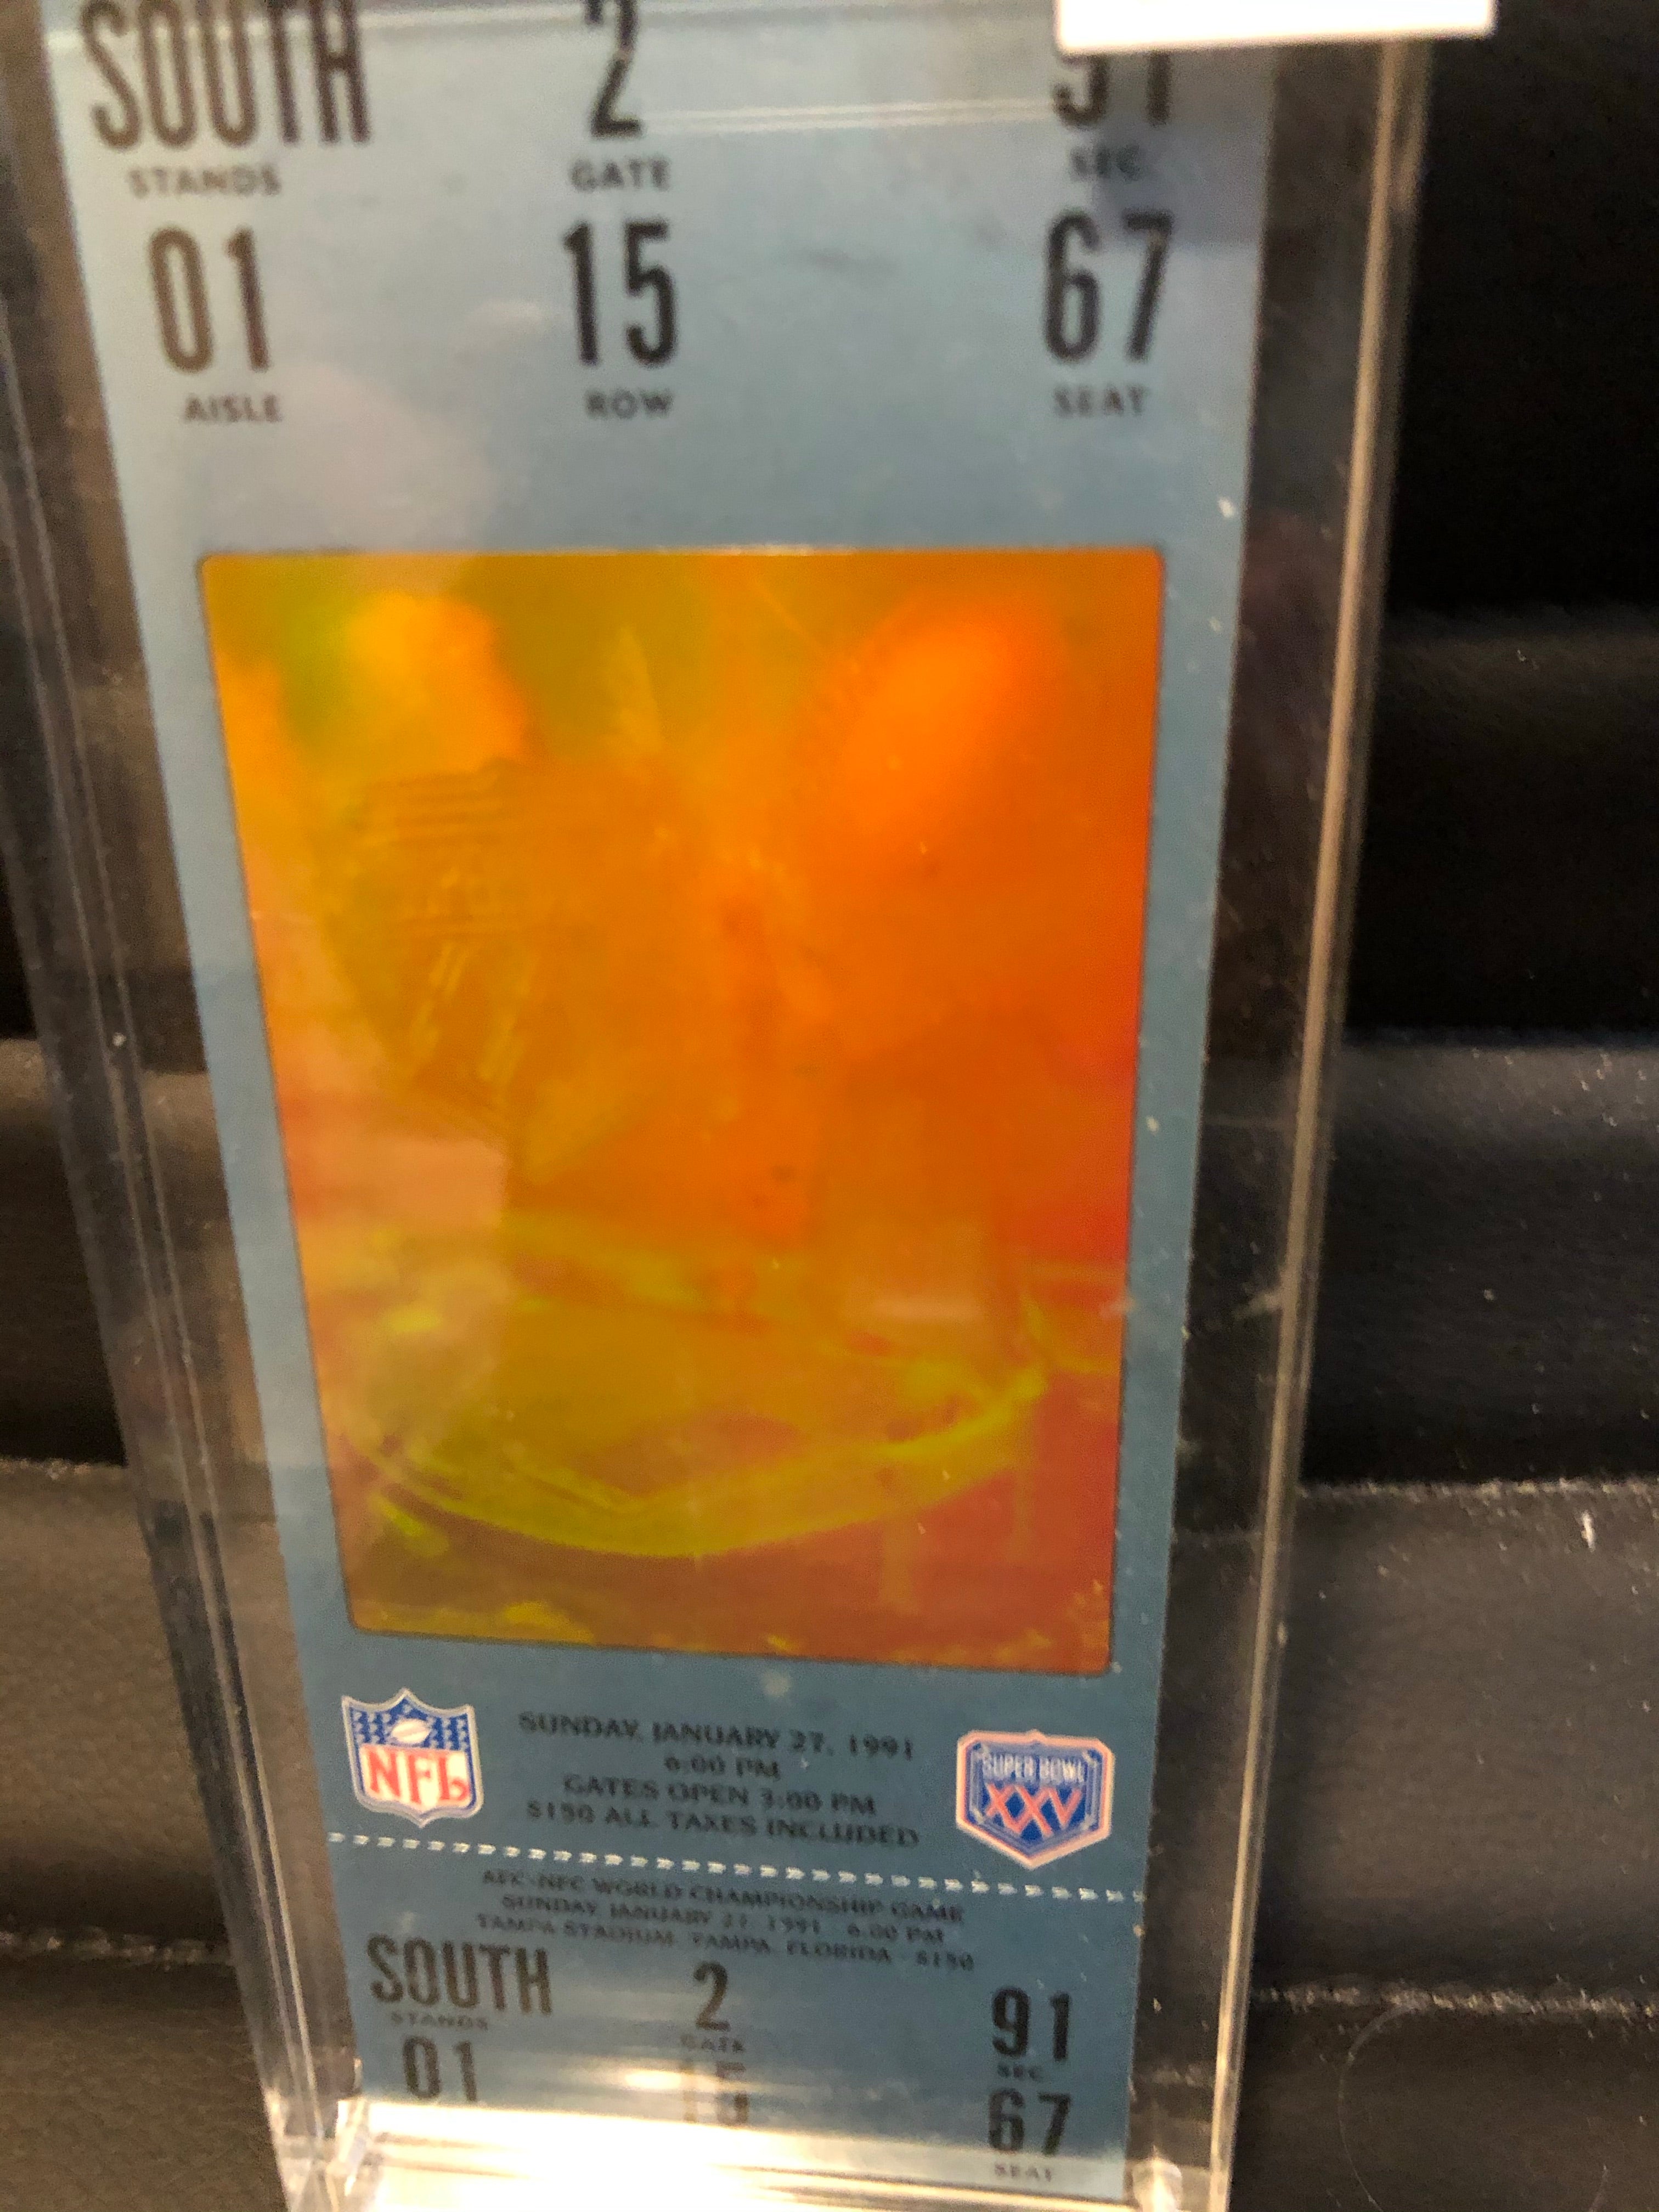 SOUTH 2 91
STANDS GATE SEC.
01 15 67
AISLE ROW SEAT
NFL
SUNDAY, JANUARY 27, 1991
6:00 PM
GATES OPEN 3:00 PM
$150 ALL TAXES INCLUDED
SUPER BOWL
XXV
AFC-NFC WORLD CHAMPIONSHIP GAME
SUNDAY, JANUARY 27, 1991 6:00 PM
TAMPA STADIUM, TAMPA, FLORIDA $150
SOUTH 2 91
STANDS GATE SEC.
01 15 67
SEAT